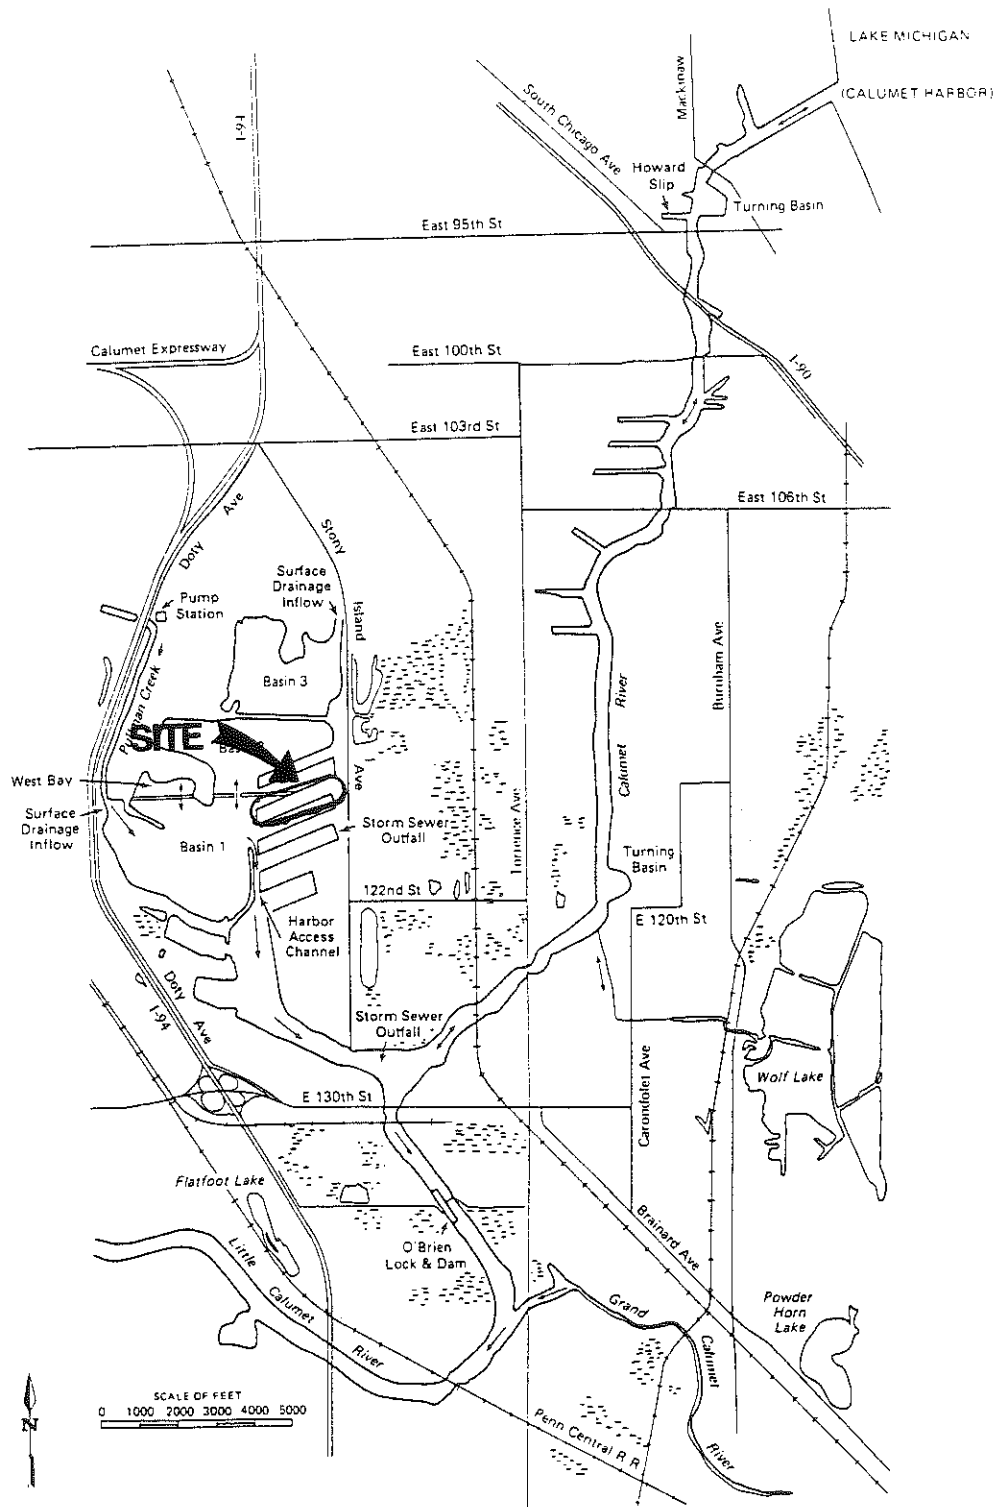 LAKE MICHIGAN
(CALUMET HARBOR)
Mackinaw
South Chicago Ave
I-94
Howard
Slip
Turning Basin
East 95th St
Calumet Expressway
East 100th St
I-90
East 103rd St
East 106th St
Doty Ave
Stony Island Ave
Surface
Drainage
Inflow
Pump
Station
Basin 3
Pullman Creek
SITE
West Bay
Surface
Drainage
Inflow
Basin 1
Storm Sewer
Outfall
Calumet River
Burnham Ave
Torrence Ave
Turning
Basin
122nd St
E 120th St
Harbor
Access
Channel
Doty Ave
I-94
Storm Sewer
Outfall
Carondolet Ave
Wolf Lake
E 130th St
Flatfoot Lake
O'Brien
Lock & Dam
Brainard Ave
Little Calumet River
Grand Calumet River
Powder
Horn
Lake
Penn Central R R
SCALE OF FEET
0 1000 2000 3000 4000 5000
N